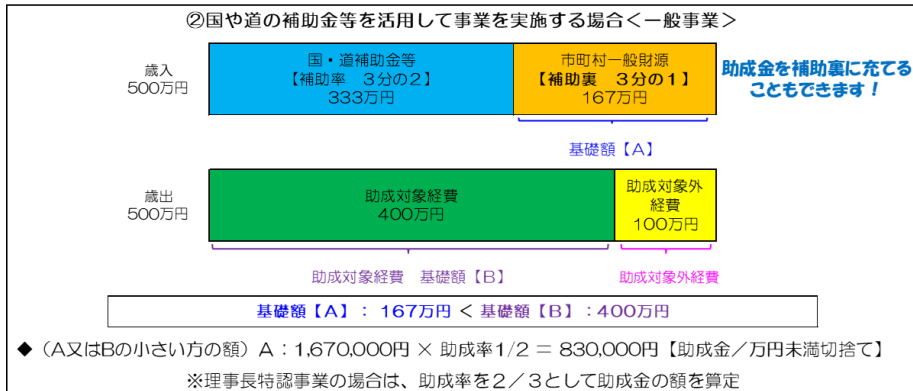 ②国や道の補助金等を活用して事業を実施する場合＜一般事業＞
歳入
500万円
国・道補助金等
【補助率　3分の2】
333万円
市町村一般財源
【補助裏　3分の1】
167万円
助成金を補助裏に充てる
こともできます！
基礎額【A】
歳出
500万円
助成対象経費
400万円
助成対象外
経費
100万円
助成対象経費　基礎額【B】
助成対象外経費
基礎額【A】：167万円＜基礎額【B】：400万円
◆（A又はBの小さい方の額）A：1,670,000円 × 助成率1/2 ＝ 830,000円【助成金／万円未満切捨て】
※理事長特認事業の場合は、助成率を2／3として助成金の額を算定